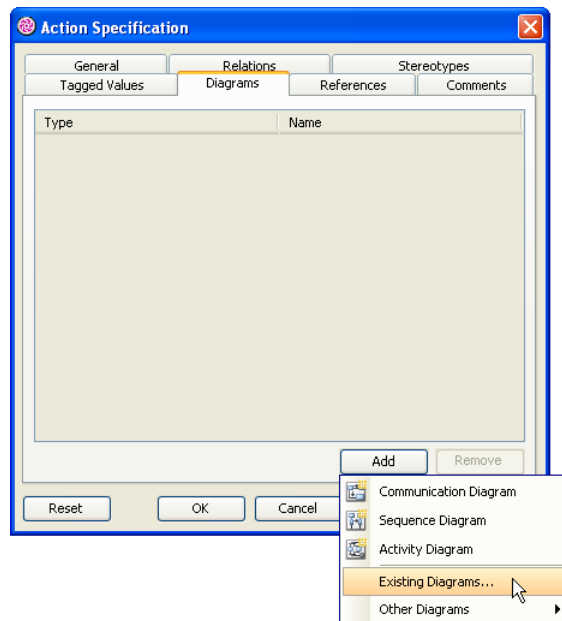 Action Specification
General Relations Stereotypes
Tagged Values Diagrams References Comments
Type Name
Add Remove
Reset OK Cancel
Communication Diagram
Sequence Diagram
Activity Diagram
Existing Diagrams...
Other Diagrams